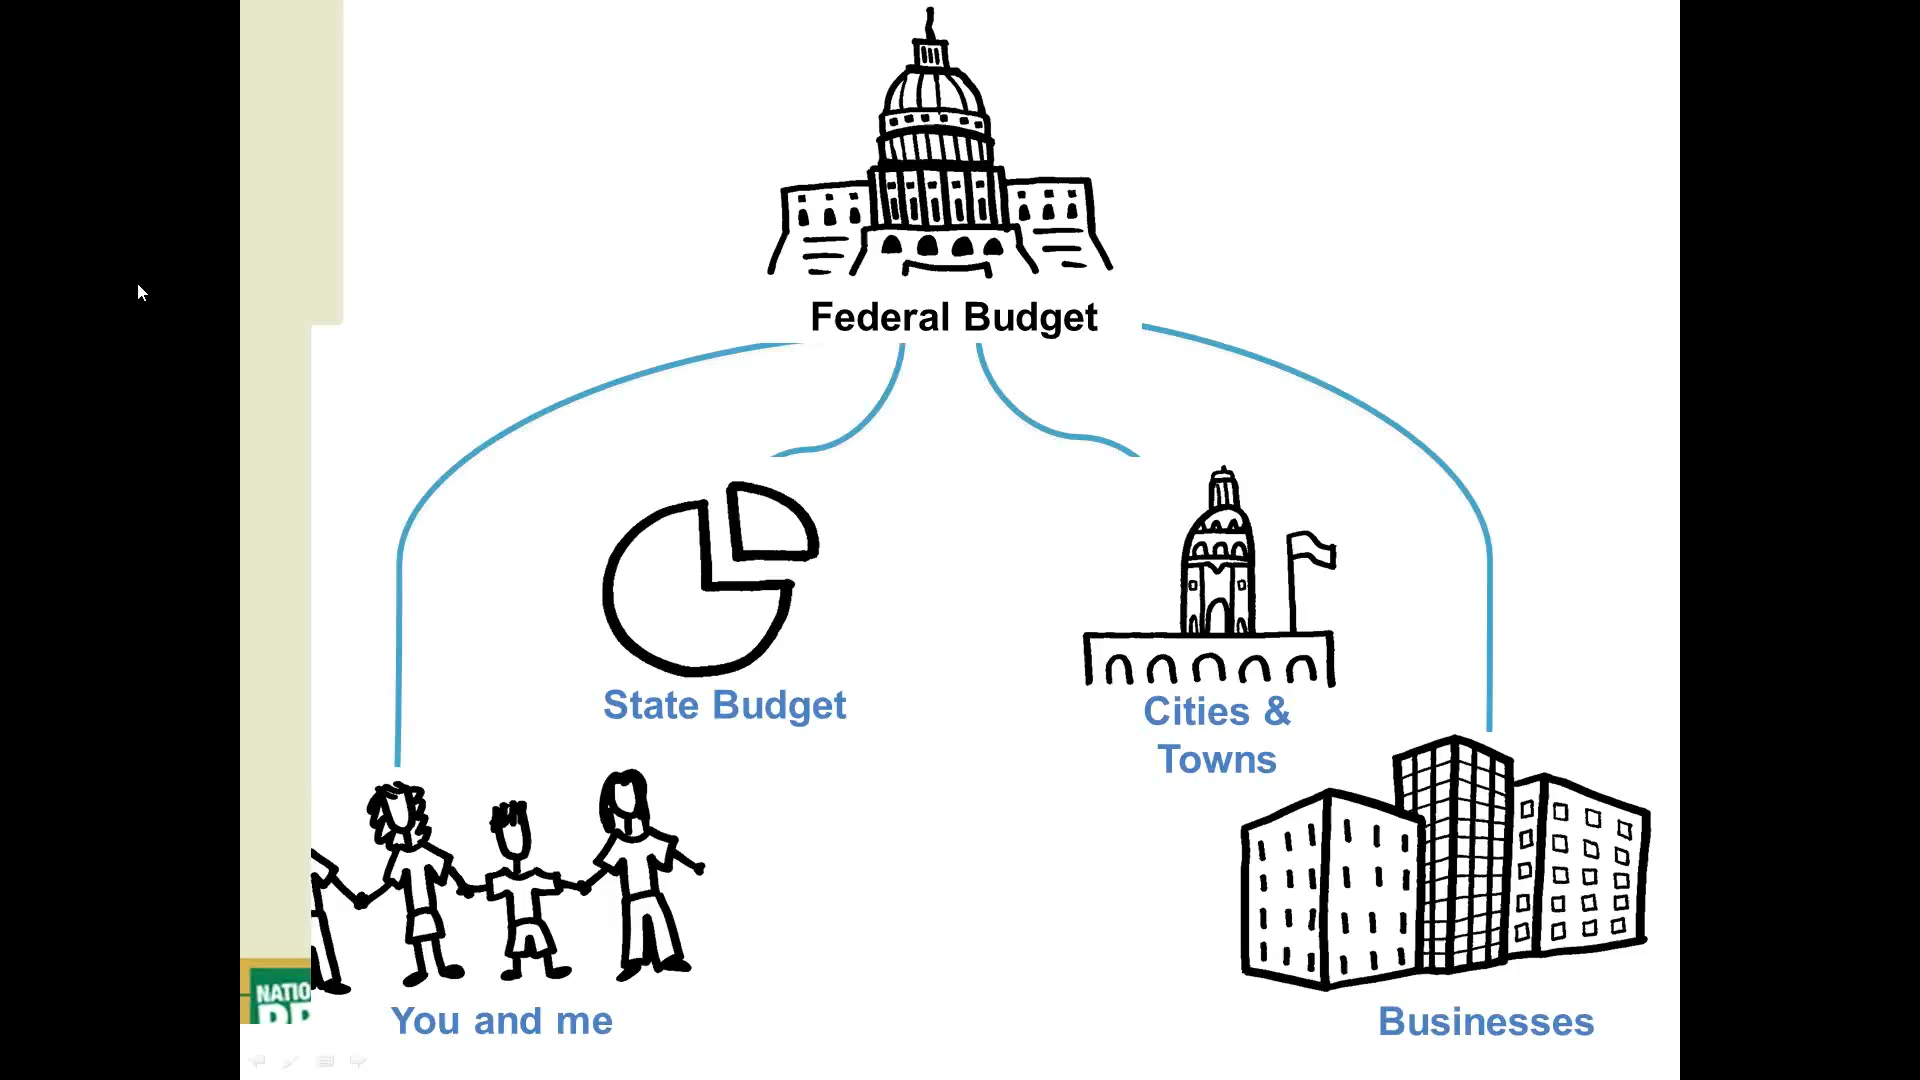 Federal Budget
State Budget
Cities &
Towns
You and me
Businesses
NATIO